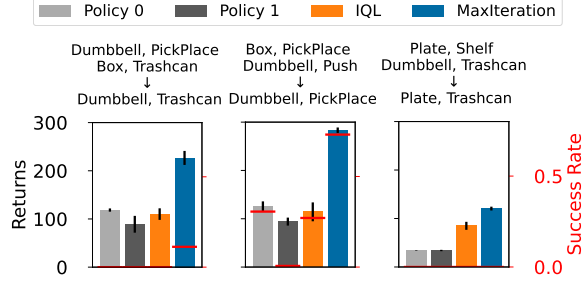 Policy 0 Policy 1 IQL MaxIteration
Dumbbell, PickPlace
Box, Trashcan
↓
Dumbbell, Trashcan
Box, PickPlace
Dumbbell, Push
↓
Dumbbell, PickPlace
Plate, Shelf
Dumbbell, Trashcan
↓
Plate, Trashcan
Returns
300
200
100
0
0.5
0.0
Success Rate